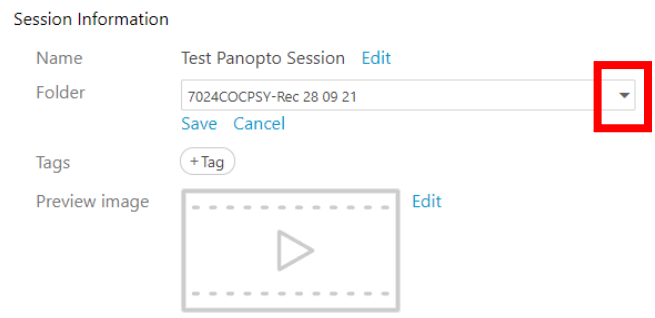 Session Information
Name Test Panopto Session Edit
Folder 7024COCPSY-Rec 28 09 21
Save Cancel
Tags +Tag
Preview image Edit